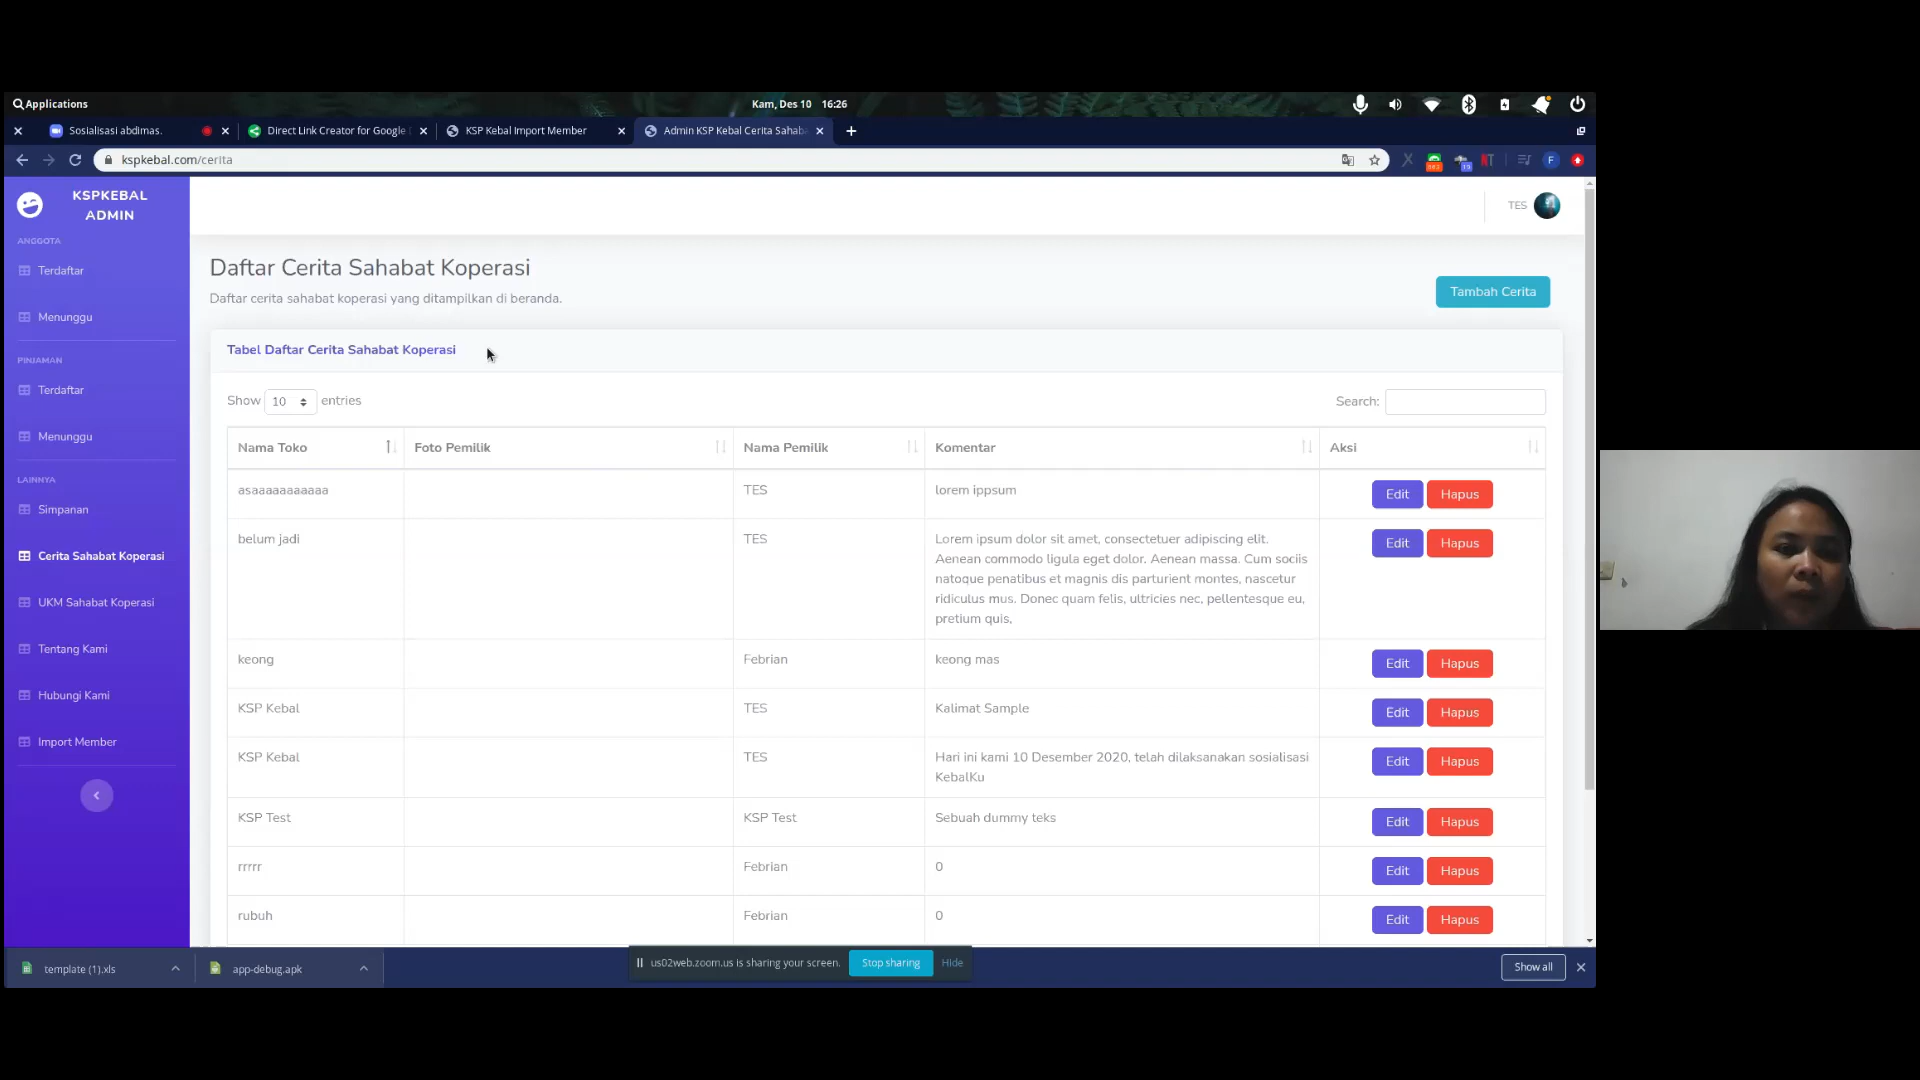 Applications
Kam, Des 10 16:26
Sosialisasi abdimas.
Direct Link Creator for Google
KSP Kebal Import Member
Admin KSP Kebal Cerita Sahab
kspkebal.com/cerita
KSPKEBAL
ADMIN
TES
ANGGOTA
Terdaftar
Menunggu
PINJAMAN
Terdaftar
Menunggu
LAINNYA
Simpanan
Cerita Sahabat Koperasi
UKM Sahabat Koperasi
Tentang Kami
Hubungi Kami
Import Member
Daftar Cerita Sahabat Koperasi
Daftar cerita sahabat koperasi yang ditampilkan di beranda.
Tambah Cerita
Tabel Daftar Cerita Sahabat Koperasi
Show 10 entries
Search:
Nama Toko Foto Pemilik Nama Pemilik Komentar Aksi
asaaaaaaaaaaa TES lorem ippsum Edit Hapus
belum jadi TES Lorem ipsum dolor sit amet, consectetuer adipiscing elit. Edit Hapus
Aenean commodo ligula eget dolor. Aenean massa. Cum sociis
natoque penatibus et magnis dis parturient montes, nascetur
ridiculus mus. Donec quam felis, ultricies nec, pellentesque eu,
pretium quis,
keong Febrian keong mas Edit Hapus
KSP Kebal TES Kalimat Sample Edit Hapus
KSP Kebal TES Hari ini kami 10 Desember 2020, telah dilaksanakan sosialisasi Edit Hapus
KebalKu
KSP Test KSP Test Sebuah dummy teks Edit Hapus
rrrrr Febrian 0 Edit Hapus
rubuh Febrian 0 Edit Hapus
template (1).xls
app-debug.apk
us02web.zoom.us is sharing your screen. Stop sharing Hide
Show all